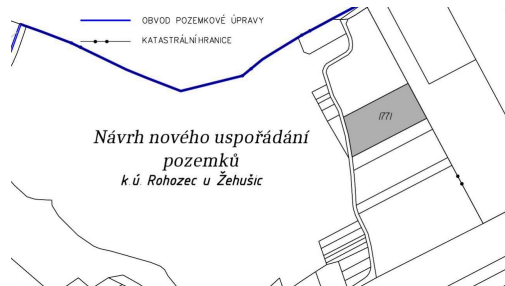 OBVOD POZEMKOVÉ ÚPRAVY
KATASTRÁLNÍ HRANICE
1771
Návrh nového uspořádání
pozemků
k.ú. Rohozec u Žehušic